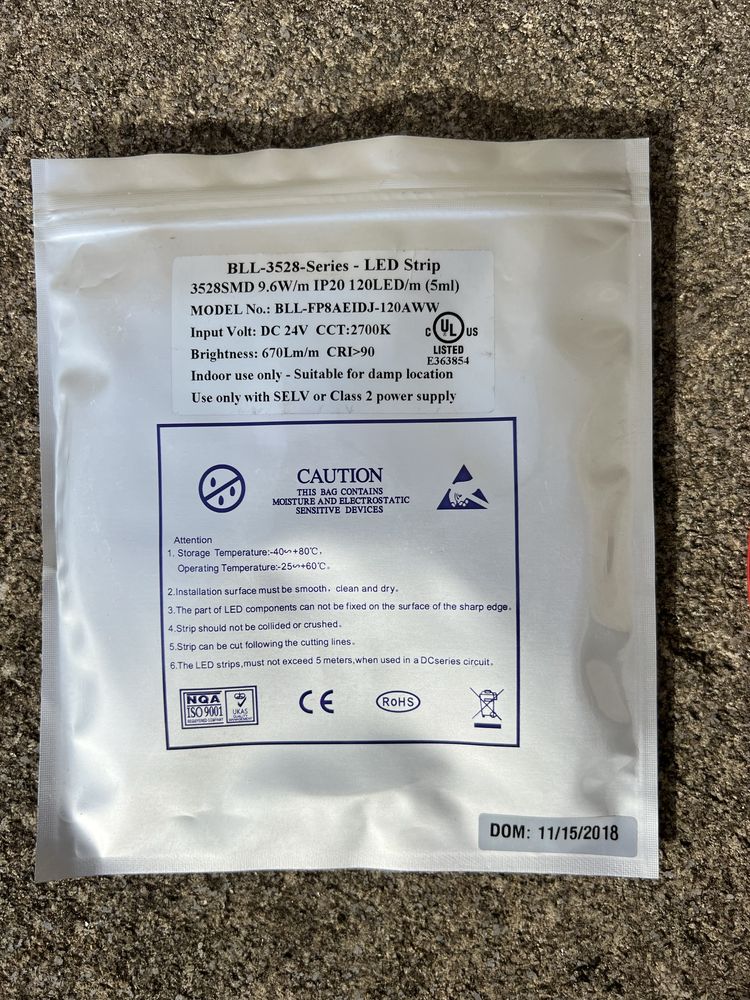 BLL-3528-Series - LED Strip
3528SMD 9.6W/m IP20 120LED/m (5ml)
MODEL No.: BLL-FP8AEIDJ-120AWW
Input Volt: DC 24V CCT:2700K
Brightness: 670Lm/m CRI>90
C UL US
LISTED
E363854
Indoor use only - Suitable for damp location
Use only with SELV or Class 2 power supply
CAUTION
THIS BAG CONTAINS
MOISTURE AND ELECTROSTATIC
SENSITIVE DEVICES
Attention
1. Storage Temperature:-40∽+80℃,
Operating Temperature:-25∽+60℃.
2.Installation surface must be smooth, clean and dry.
3.The part of LED components can not be fixed on the surface of the sharp edge.
4.Strip should not be collided or crushed.
5.Strip can be cut following the cutting lines.
6.The LED strips,must not exceed 5 meters,when used in a DCseries circuit.
NQA
ISO 9001
REGISTERED COMPANY
UKAS
CE
RoHS
DOM: 11/15/2018